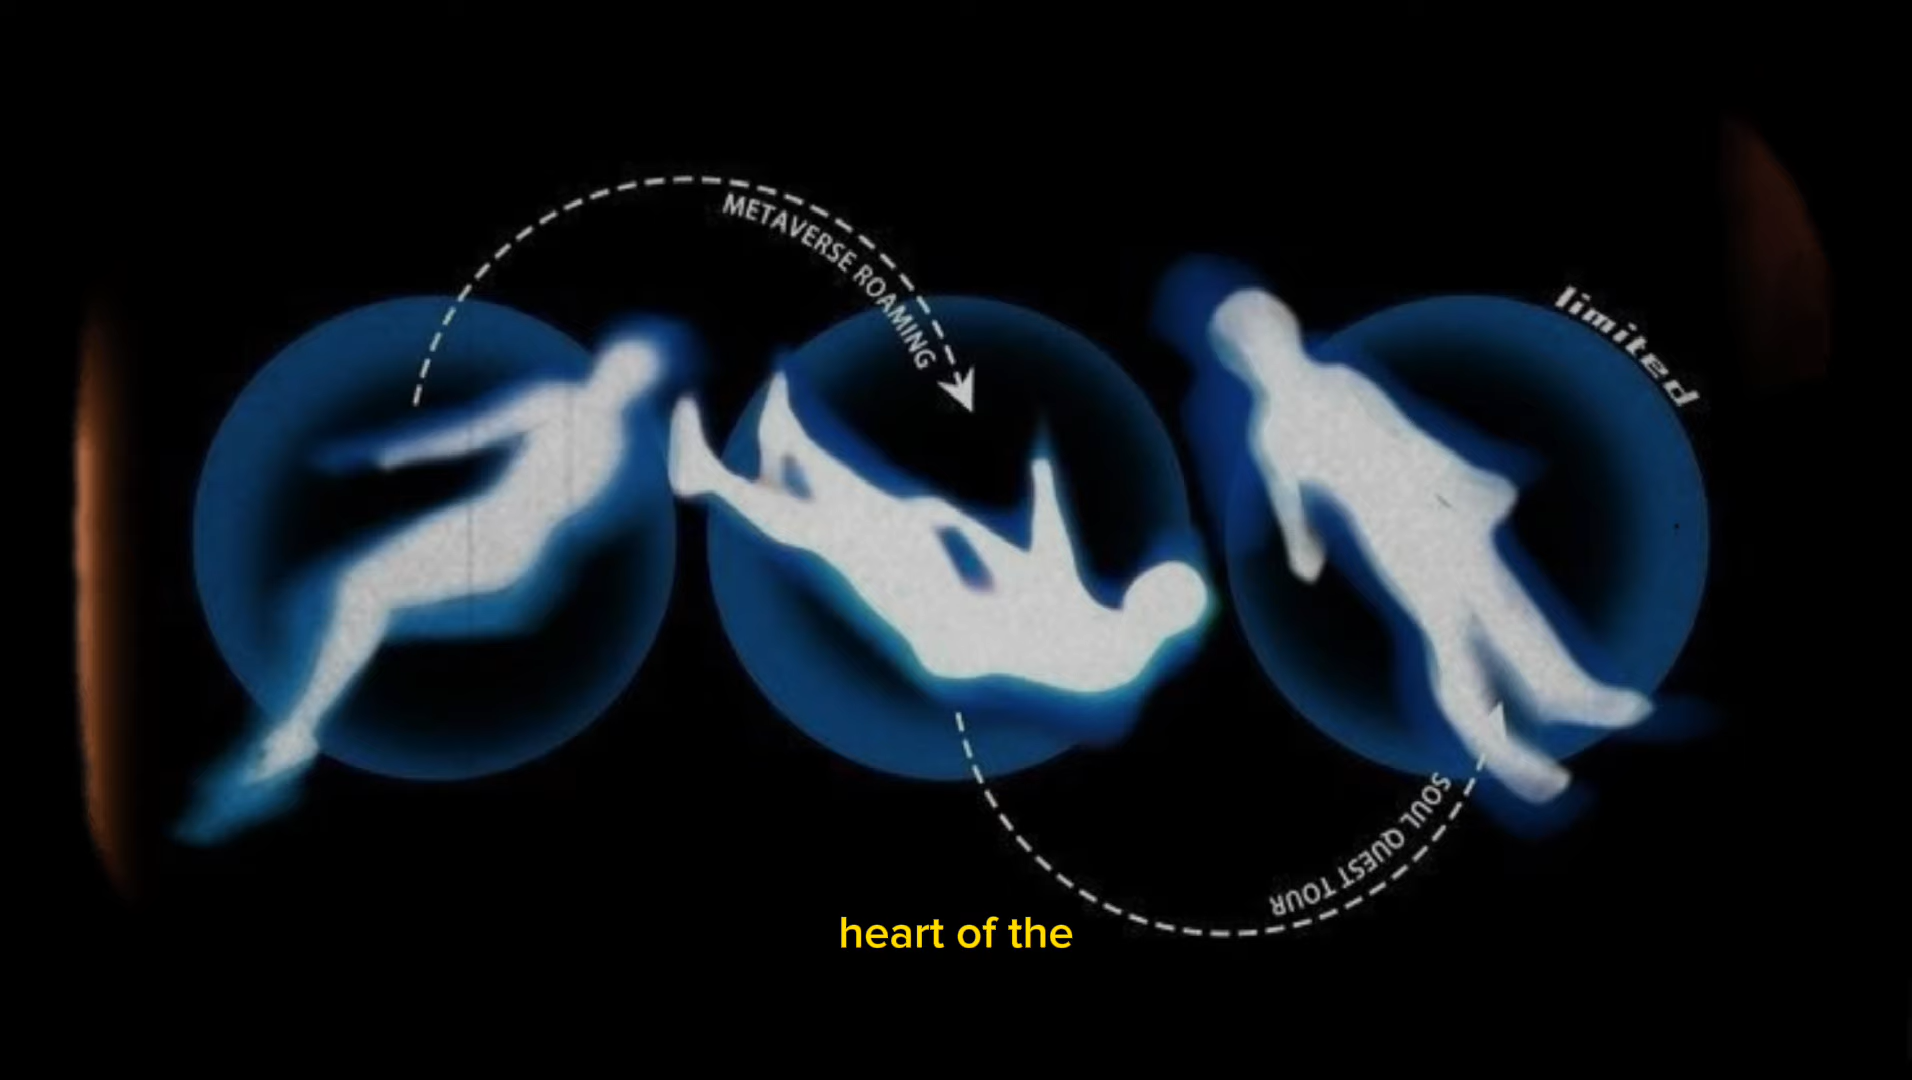 METAVERSE ROAMING
limited
SOUL QUEST TOUR
heart of the